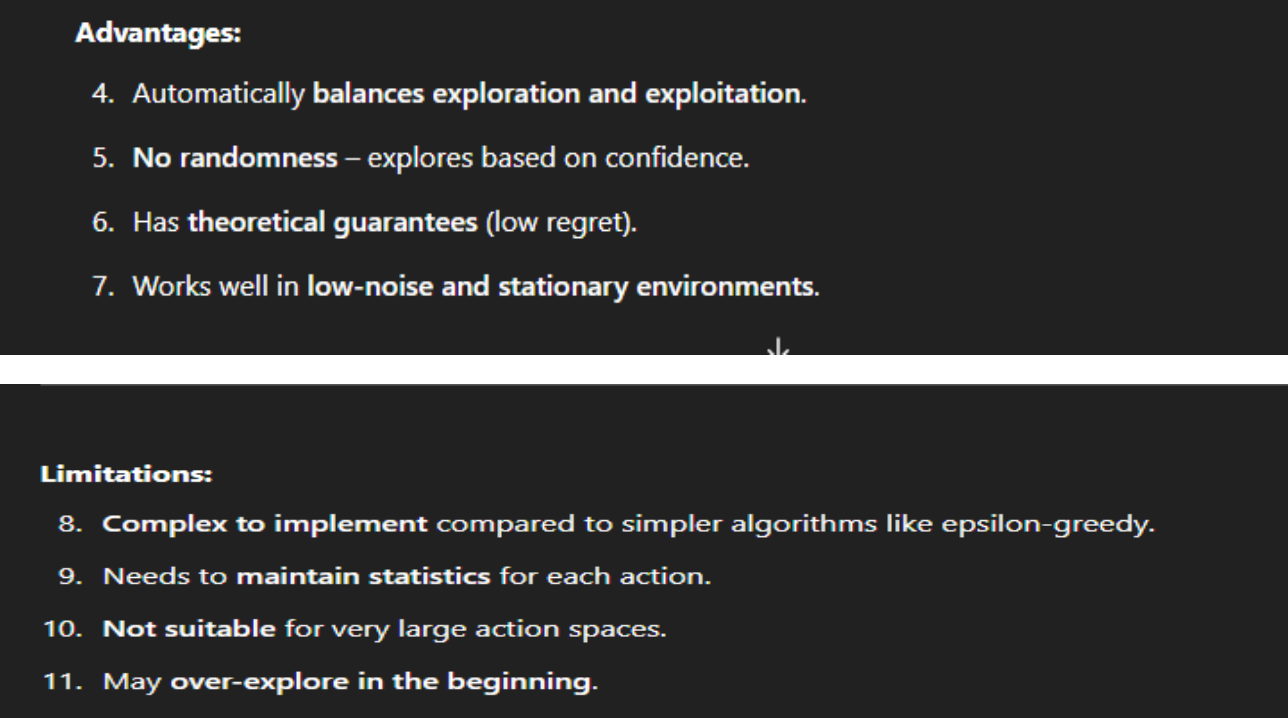 Advantages:
4. Automatically balances exploration and exploitation.
5. No randomness – explores based on confidence.
6. Has theoretical guarantees (low regret).
7. Works well in low-noise and stationary environments.
Limitations:
8. Complex to implement compared to simpler algorithms like epsilon-greedy.
9. Needs to maintain statistics for each action.
10. Not suitable for very large action spaces.
11. May over-explore in the beginning.